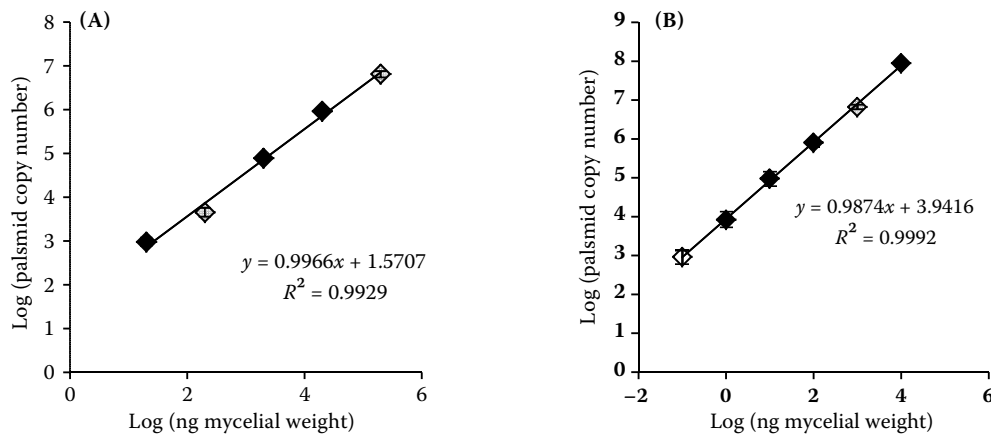 (A)
Log (palsmid copy number)
8
7
6
5
4
3
2
1
0
y = 0.9966x + 1.5707
R² = 0.9929
0 2 4 6
Log (ng mycelial weight)
(B)
Log (palsmid copy number)
9
8
7
6
5
4
3
2
1
0
y = 0.9874x + 3.9416
R² = 0.9992
−2 0 2 4 6
Log (ng mycelial weight)